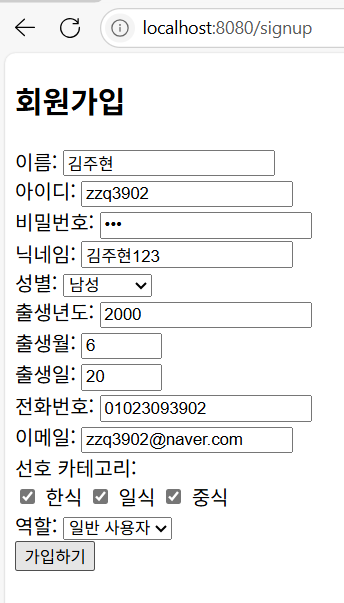 localhost:8080/signup
회원가입
이름: 김주현
아이디: zzq3902
비밀번호: •••
닉네임: 김주현123
성별: 남성
출생년도: 2000
출생월: 6
출생일: 20
전화번호: 01023093902
이메일: zzq3902@naver.com
선호 카테고리:
한식 일식 중식
역할: 일반 사용자
가입하기